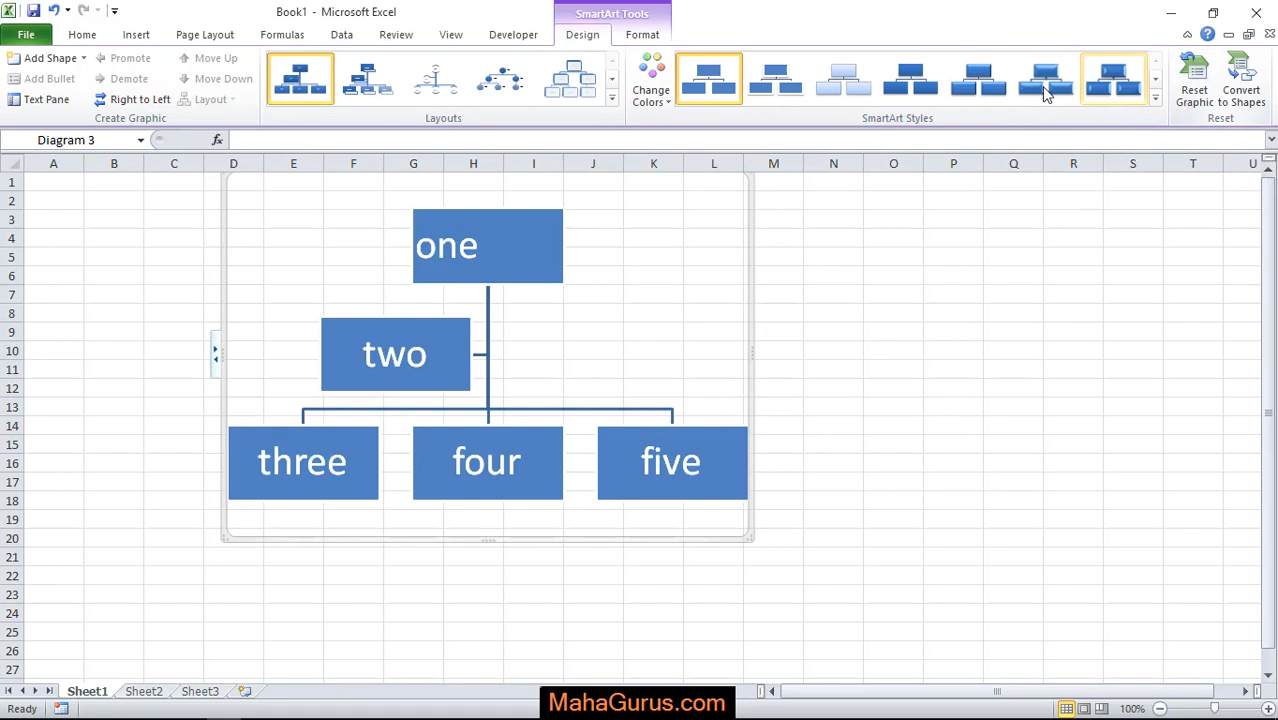 Book1 - Microsoft Excel
SmartArt Tools
File Home Insert Page Layout Formulas Data Review View Developer Design Format
Add Shape Promote Move Up
Add Bullet Demote Move Down
Text Pane Right to Left Layout
Create Graphic
Layouts
Change
Colors
SmartArt Styles
Reset
Graphic
Convert
to Shapes
Reset
Diagram 3
fx
A B C D E F G H I J K L M N O P Q R S T U
1
2
3
4
5
6
7
8
9
10
11
12
13
14
15
16
17
18
19
20
21
22
23
24
25
26
27
one
two
three four five
Sheet1 Sheet2 Sheet3
MahaGurus.com
Ready
100%